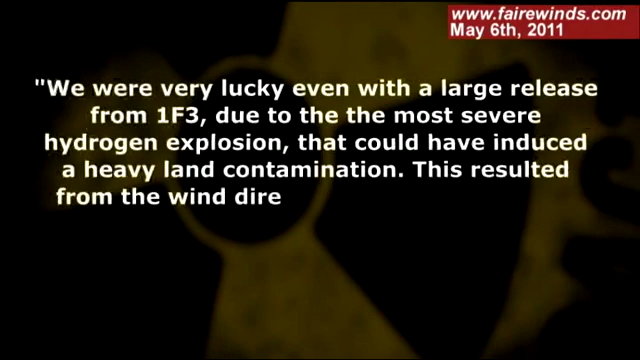 www.fairewinds.com
May 6th, 2011
"We were very lucky even with a large release
from 1F3, due to the the most severe
hydrogen explosion, that could have induced
a heavy land contamination. This resulted
from the wind dire